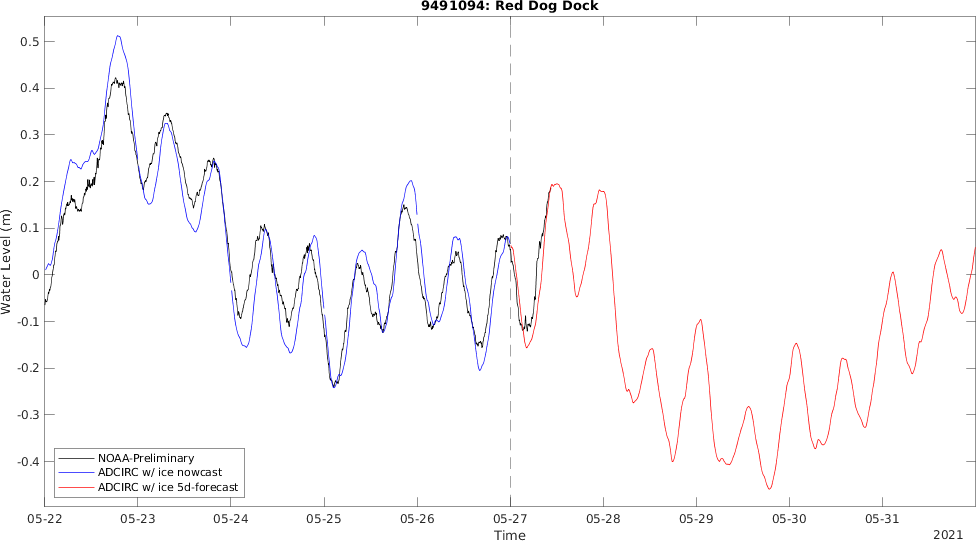 9491094: Red Dog Dock
Water Level (m)
0.5
0.4
0.3
0.2
0.1
0
-0.1
-0.2
-0.3
-0.4
NOAA-Preliminary
ADCIRC w/ ice nowcast
ADCIRC w/ ice 5d-forecast
05-22 05-23 05-24 05-25 05-26 05-27 05-28 05-29 05-30 05-31
Time
2021